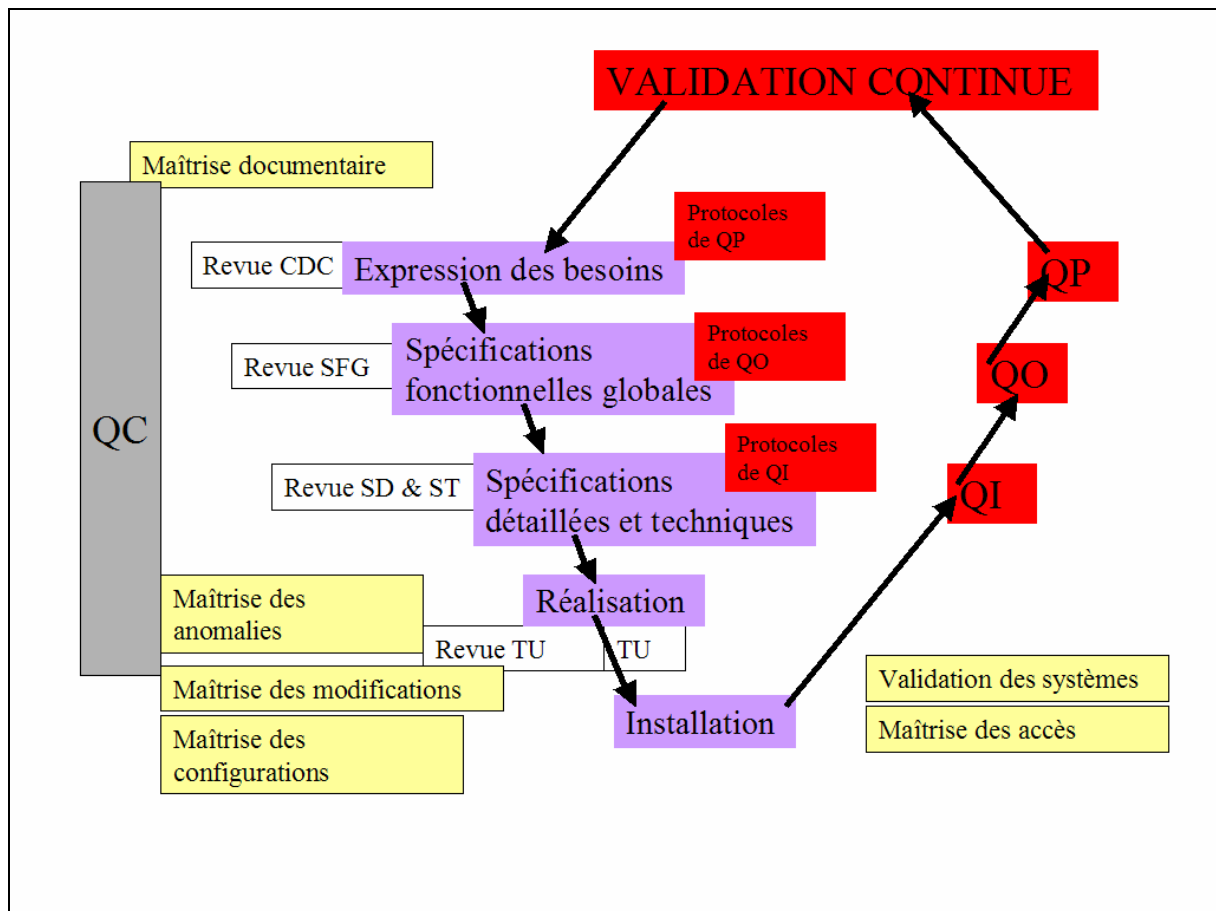 VALIDATION CONTINUE
Maîtrise documentaire
Protocoles
de QP
Revue CDC
Expression des besoins
QP
Protocoles
de QO
Revue SFG
Spécifications
fonctionnelles globales
QO
QC
Protocoles
de QI
Revue SD & ST
Spécifications
détaillées et techniques
QI
Maîtrise des
anomalies
Réalisation
Revue TU
TU
Maîtrise des modifications
Installation
Validation des systèmes
Maîtrise des accès
Maîtrise des
configurations